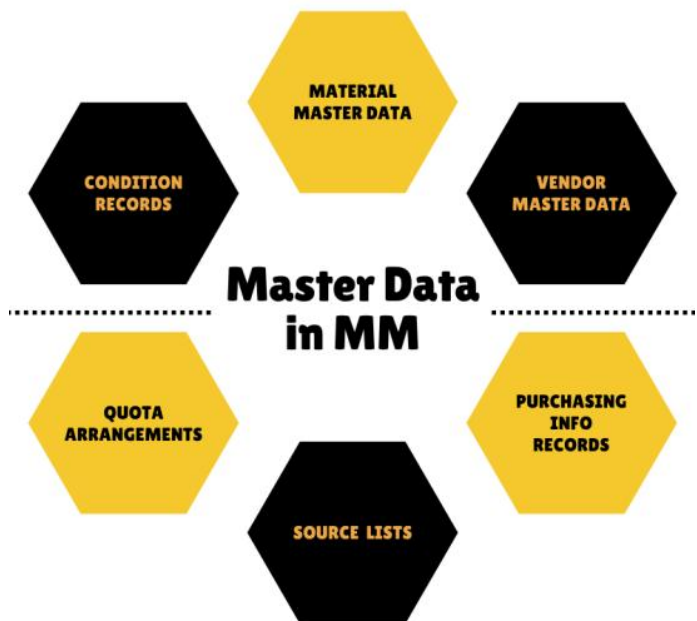 MATERIAL
MASTER DATA
CONDITION
RECORDS
VENDOR
MASTER DATA
Master Data
in MM
QUOTA
ARRANGEMENTS
PURCHASING
INFO
RECORDS
SOURCE LISTS